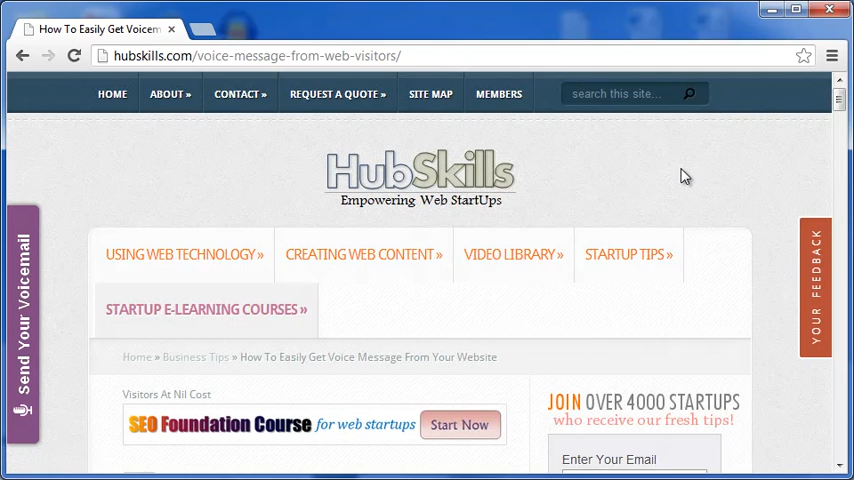 How To Easily Get Voicem
hubskills.com/voice-message-from-web-visitors/
HOME ABOUT » CONTACT » REQUEST A QUOTE » SITE MAP MEMBERS search this site...
HubSkills
Empowering Web StartUps
USING WEB TECHNOLOGY » CREATING WEB CONTENT » VIDEO LIBRARY » STARTUP TIPS »
STARTUP E-LEARNING COURSES »
Send Your Voicemail
YOUR FEEDBACK
Home » Business Tips » How To Easily Get Voice Message From Your Website
Visitors At Nil Cost
SEO Foundation Course for web startups Start Now
JOIN OVER 4000 STARTUPS
who receive our fresh tips!
Enter Your Email